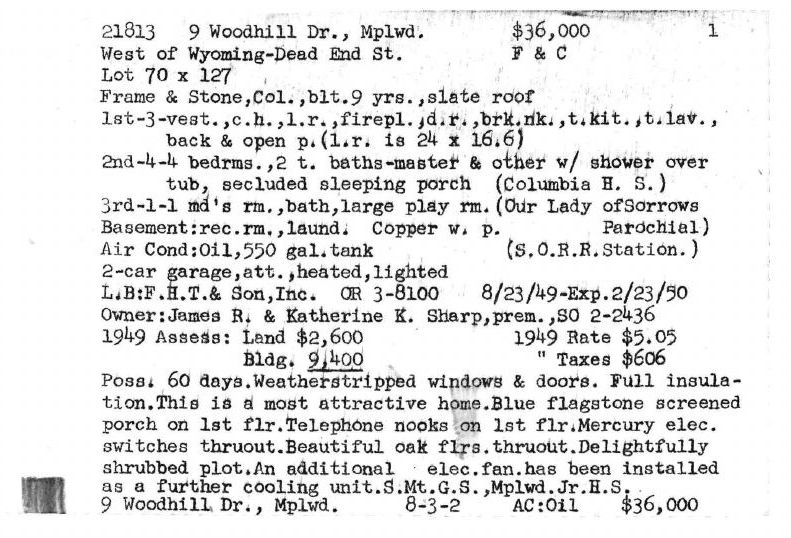 21813 9 Woodhill Dr., Mplwd. $36,000 1
West of Wyoming-Dead End St. F & C
Lot 70 x 127
Frame & Stone,Col.,blt.9 yrs.,slate roof
1st-3-vest.,c.h.,l.r.,firepl.,d.r.,brk.nk.,t.kit.,t.lav.,
back & open p.(l.r. is 24 x 16.6)
2nd-4-4 bedrms.,2 t. baths-master & other w/ shower over
tub, secluded sleeping porch (Columbia H. S.)
3rd-1-1 md's rm.,bath,large play rm.(Our Lady ofSorrows
Basement:rec.rm.,laund. Copper w. p. Parochial)
Air Cond:Oil,550 gal.tank (S.O.R.R.Station.)
2-car garage,att.,heated,lighted
L.B:F.H.T.& Son,Inc. OR 3-8100 8/23/49-Exp.2/23/50
Owner:James R. & Katherine K. Sharp,prem.,SO 2-2436
1949 Assess: Land $2,600 1949 Rate $5.05
Bldg. 9,400 " Taxes $606
Poss. 60 days.Weatherstripped windows & doors. Full insula-
tion.This is a most attractive home.Blue flagstone screened
porch on 1st flr.Telephone nooks on 1st flr.Mercury elec.
switches thruout.Beautiful oak flrs.thruout.Delightfully
shrubbed plot.An additional elec.fan.has been installed
as a further cooling unit.S.Mt.G.S.,Mplwd.Jr.H.S.
9 Woodhill Dr., Mplwd. 8-3-2 AC:Oil $36,000